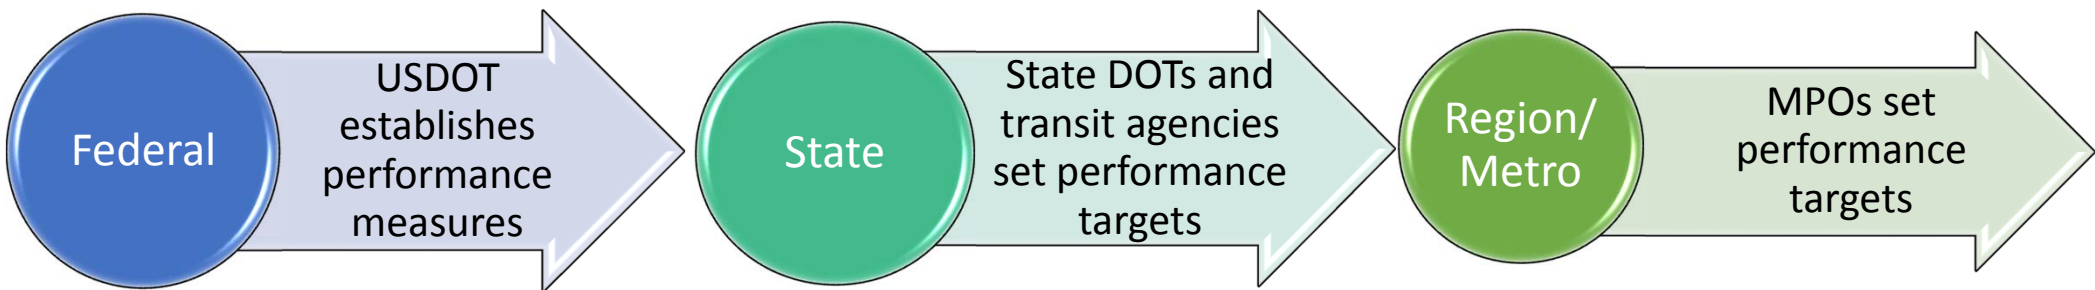 Federal
USDOT
establishes
performance
measures
State
State DOTs and
transit agencies
set performance
targets
Region/
Metro
MPOs set
performance
targets